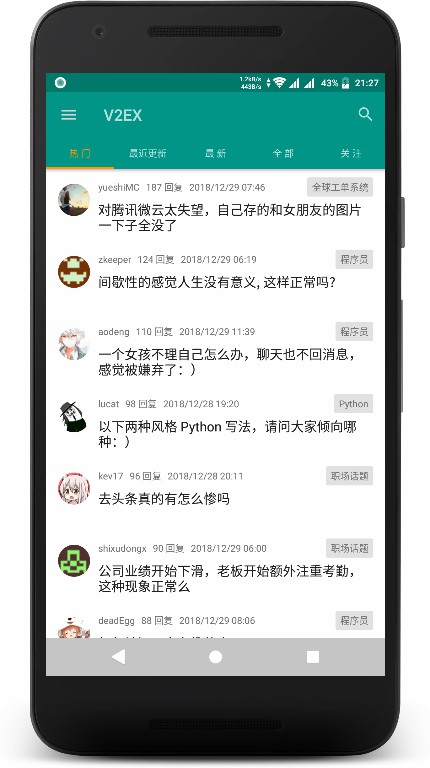 1.2kB/s
443B/s
43%
21:27
V2EX
热 门
最近更新
最 新
全 部
关 注
yueshiMC 187 回复 2018/12/29 07:46 全球工单系统
对腾讯微云太失望，自己存的和女朋友的图片
一下子全没了
zkeeper 124 回复 2018/12/29 06:19 程序员
间歇性的感觉人生没有意义, 这样正常吗?
aodeng 110 回复 2018/12/29 11:39 程序员
一个女孩不理自己怎么办，聊天也不回消息，
感觉被嫌弃了：）
lucat 98 回复 2018/12/28 19:20 Python
以下两种风格 Python 写法，请问大家倾向哪
种：）
kev17 96 回复 2018/12/28 20:11 职场话题
去头条真的有怎么惨吗
shixudongx 90 回复 2018/12/29 06:00 职场话题
公司业绩开始下滑，老板开始额外注重考勤，
这种现象正常么
deadEgg 88 回复 2018/12/29 08:06 程序员